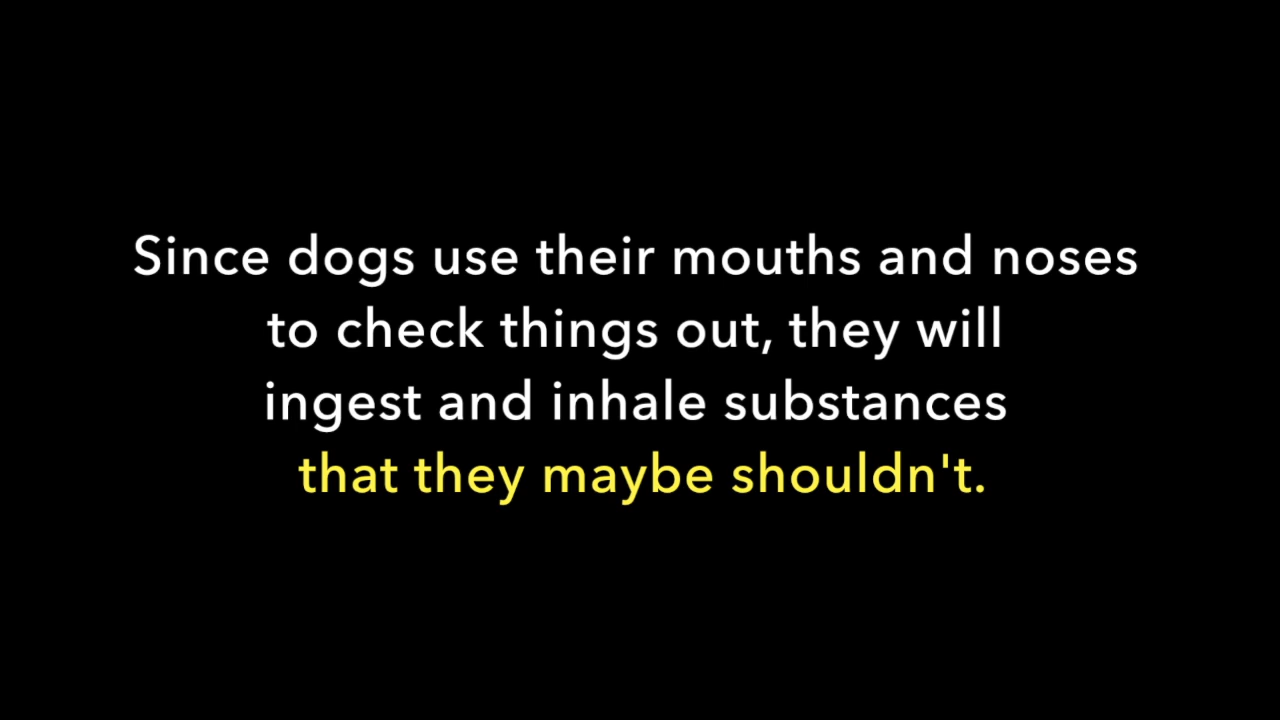 Since dogs use their mouths and noses
to check things out, they will
ingest and inhale substances
that they maybe shouldn't.